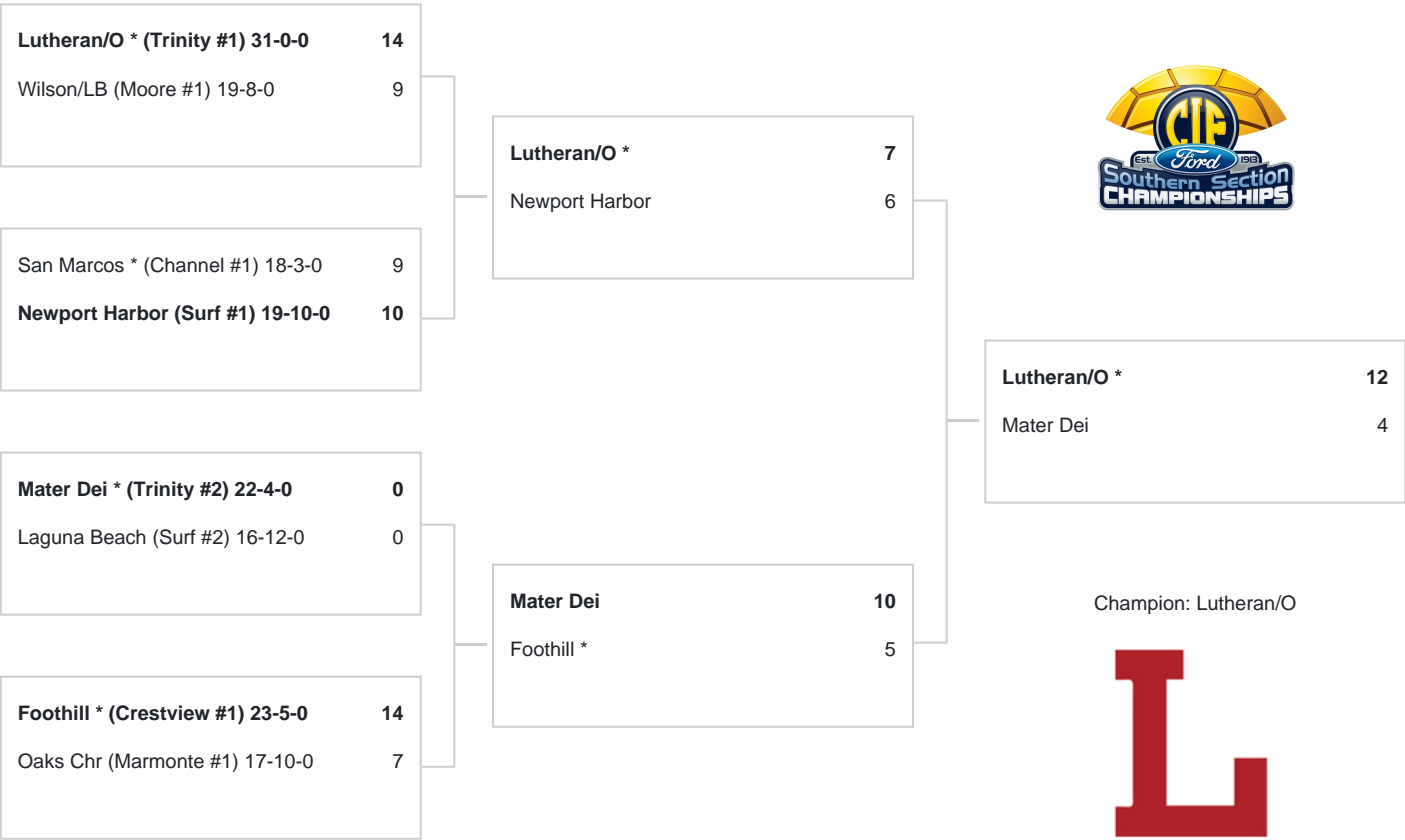 Lutheran/O * (Trinity #1) 31-0-0 14
Wilson/LB (Moore #1) 19-8-0 9
San Marcos * (Channel #1) 18-3-0 9
Newport Harbor (Surf #1) 19-10-0 10
Mater Dei * (Trinity #2) 22-4-0 0
Laguna Beach (Surf #2) 16-12-0 0
Foothill * (Crestview #1) 23-5-0 14
Oaks Chr (Marmonte #1) 17-10-0 7
Lutheran/O * 7
Newport Harbor 6
Mater Dei 10
Foothill * 5
CIF
Est. Ford 1913
Southern Section
CHAMPIONSHIPS
Lutheran/O * 12
Mater Dei 4
Champion: Lutheran/O
L